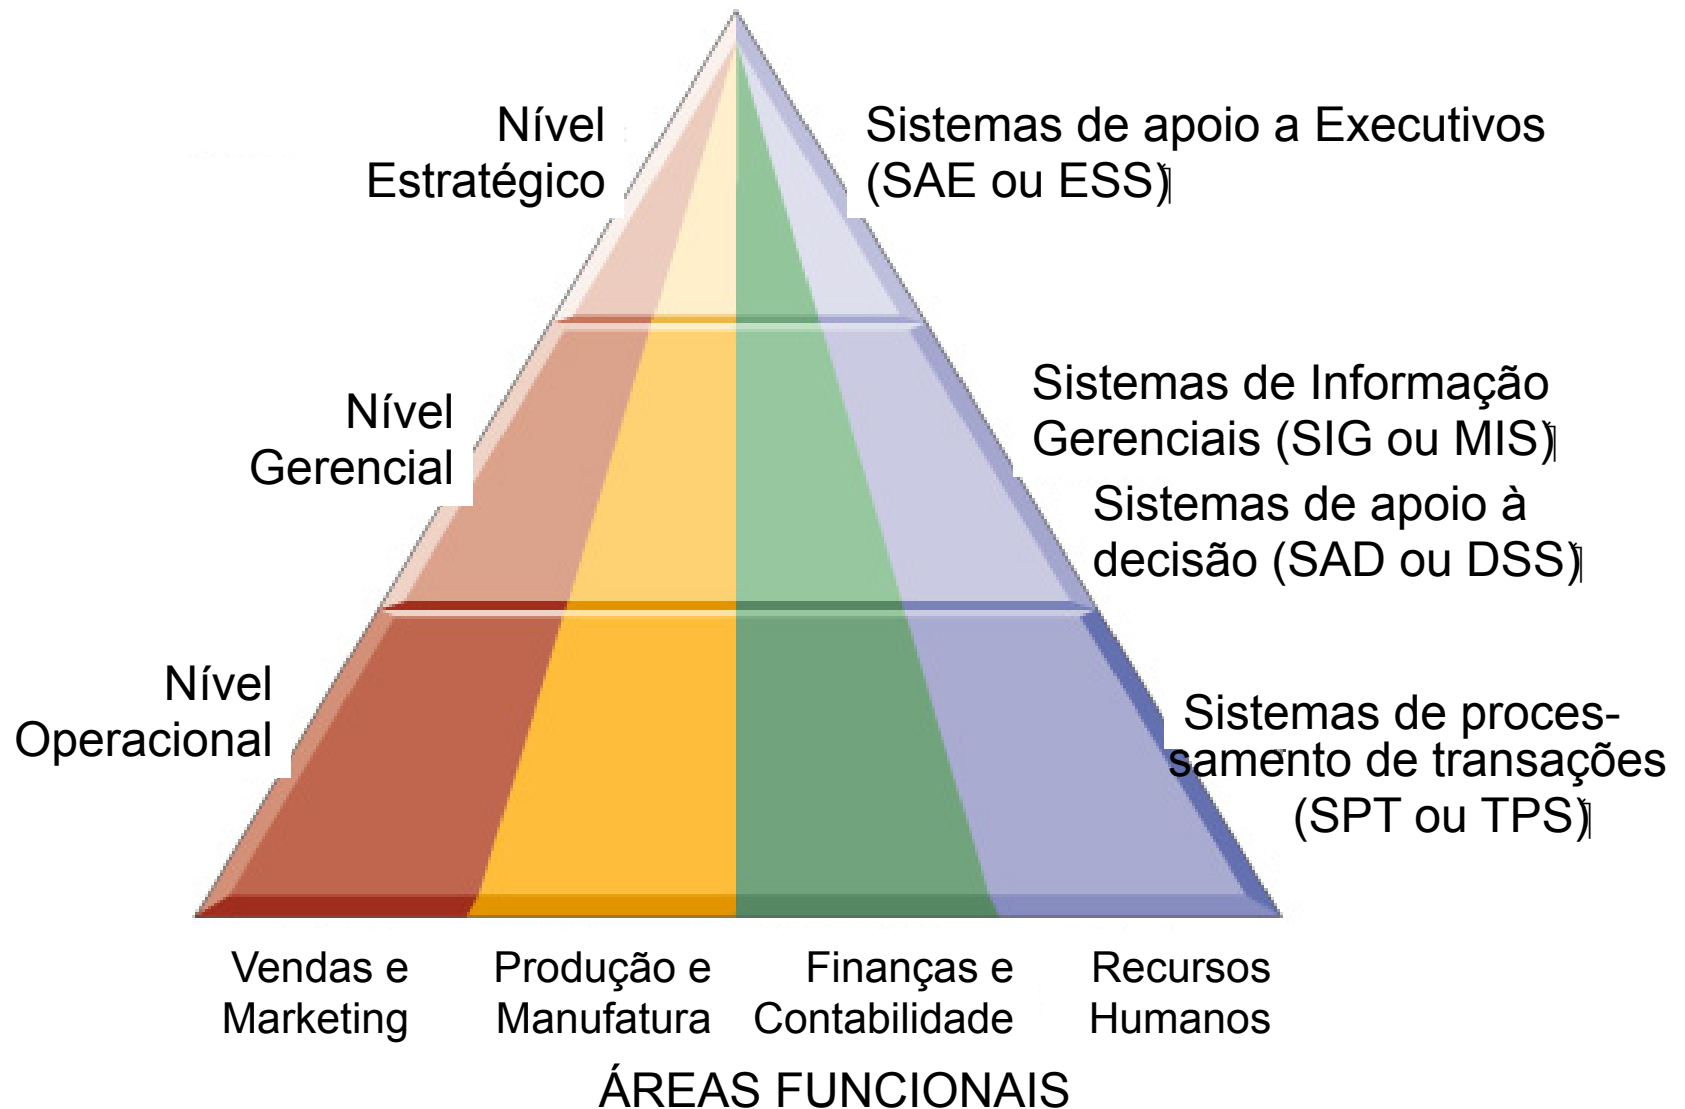 Nível
Estratégico
Sistemas de apoio a Executivos
(SAE ou ESS)
Nível
Gerencial
Sistemas de Informação
Gerenciais (SIG ou MIS)
Sistemas de apoio à
decisão (SAD ou DSS)
Nível
Operacional
Sistemas de proces-
samento de transações
(SPT ou TPS)
Vendas e
Marketing
Produção e
Manufatura
Finanças e
Contabilidade
Recursos
Humanos
ÁREAS FUNCIONAIS